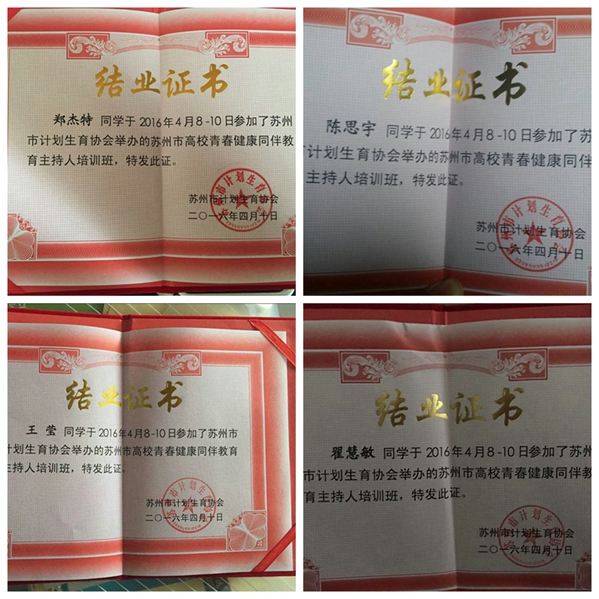 结业证书
郑杰特 同学于2016年4月8-10日参加了苏州
市计划生育协会举办的苏州市高校青春健康同伴教
育主持人培训班，特发此证。
苏州市计划生育协会
二〇一六年四月十日
结业证书
陈思宇 同学于2016年4月8-10日参加了苏
计划生育协会举办的苏州市高校青春健康同伴
主持人培训班，特发此证。
苏州市计划生育协会
二〇一六年四月十日
结业证书
王莹 同学于2016年4月8-10日参加了苏州市
计划生育协会举办的苏州市高校青春健康同伴教育
主持人培训班，特发此证。
苏州市计划生育协会
二〇一六年四月十日
结业证书
翟慧敏 同学于2016年4月8-10日参加了苏州
市计划生育协会举办的苏州市高校青春健康同伴
育主持人培训班，特发此证。
苏州市计划生育协会
二〇一六年四月十日